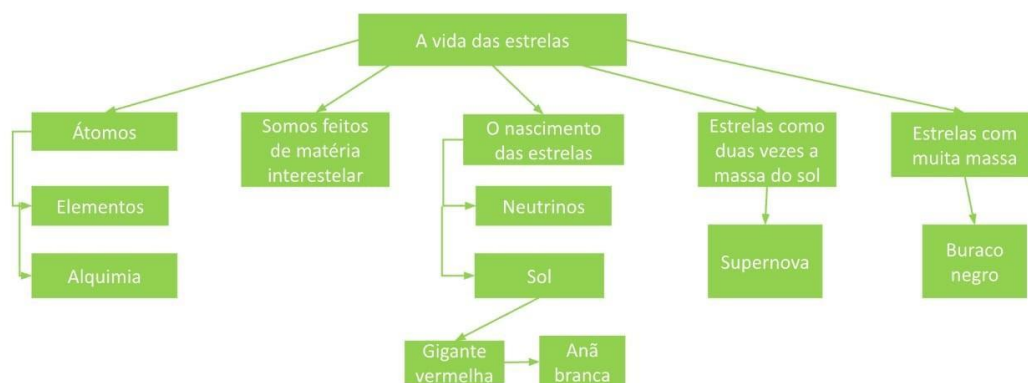 A vida das estrelas
Átomos
Somos feitos
de matéria
interestelar
O nascimento
das estrelas
Estrelas como
duas vezes a
massa do sol
Estrelas com
muita massa
Elementos
Neutrinos
Supernova
Buraco
negro
Alquimia
Sol
Gigante
vermelha
Anã
branca